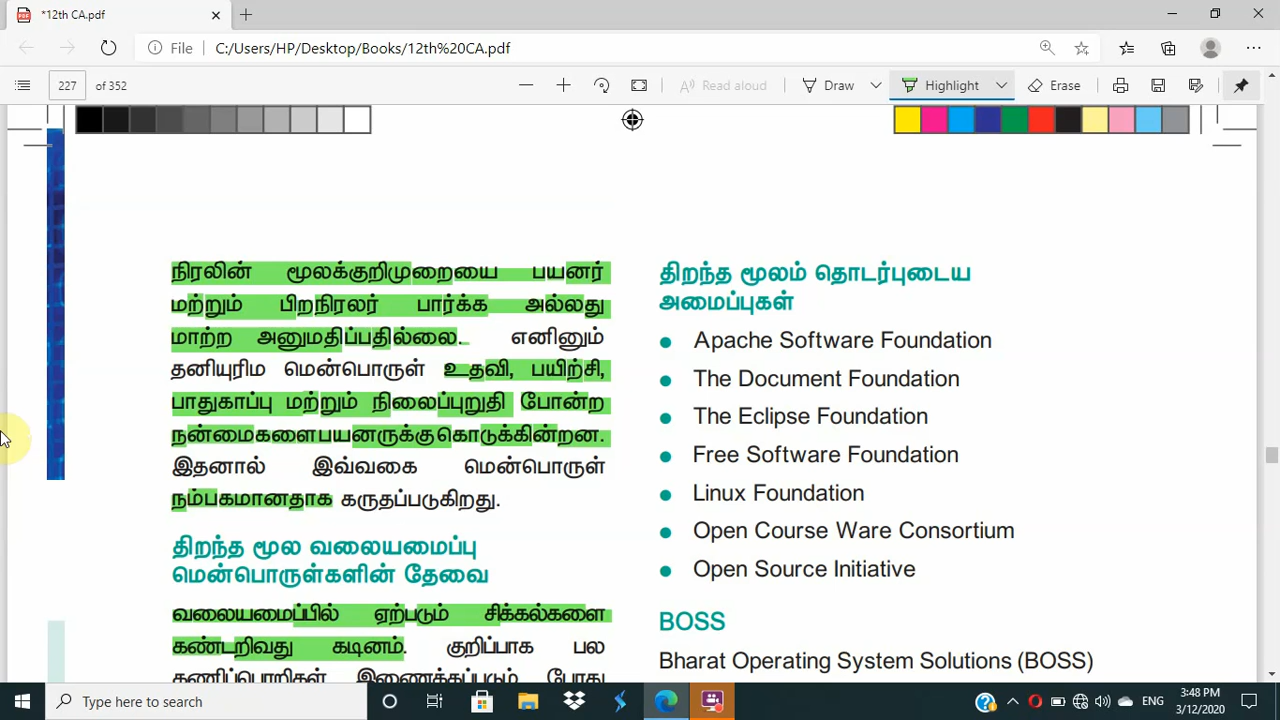 *12th CA.pdf
File
C:/Users/HP/Desktop/Books/12th%20CA.pdf
227 of 352
Read aloud
Draw
Highlight
Erase
நிரலின் மூலக்குறிமுறையை பயனர்
மற்றும் பிறநிரலர் பார்க்க அல்லது
மாற்ற அனுமதிப்பதில்லை. எனினும்
தனியுரிம மென்பொருள் உதவி, பயிற்சி,
பாதுகாப்பு மற்றும் நிலைப்புறுதி போன்ற
நன்மைகளைபயனருக்குகொடுக்கின்றன.
இதனால் இவ்வகை மென்பொருள்
நம்பகமானதாக கருதப்படுகிறது.
திறந்த மூல வலையமைப்பு
மென்பொருள்களின் தேவை
வலையமைப்பில் ஏற்படும் சிக்கல்களை
கண்டறிவது கடினம். குறிப்பாக பல
கணிப்பொறிகள் இணைக்கப்படும் போது
திறந்த மூலம் தொடர்புடைய
அமைப்புகள்
Apache Software Foundation
The Document Foundation
The Eclipse Foundation
Free Software Foundation
Linux Foundation
Open Course Ware Consortium
Open Source Initiative
BOSS
Bharat Operating System Solutions (BOSS)
Type here to search
ENG
3:48 PM
3/12/2020